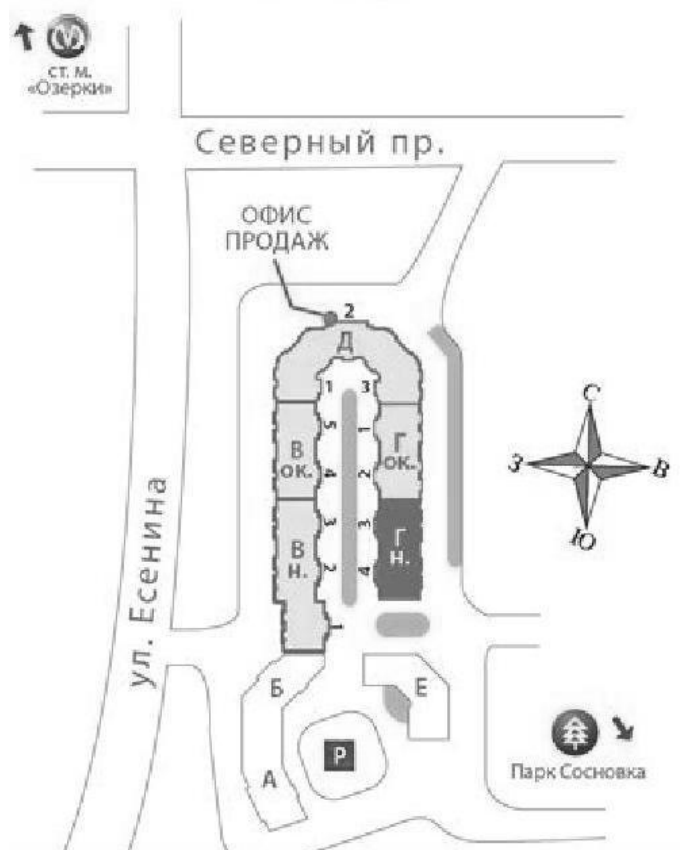 М
ст. м.
«Озерки»
Северный пр.
ОФИС
ПРОДАЖ
2
Д
1
3
5
1
В
ок.
Г
ок.
4
2
3
3
В
н.
Г
н.
2
4
1
ул. Есенина
С
З
В
Ю
Б
Е
А
P
Парк Сосновка